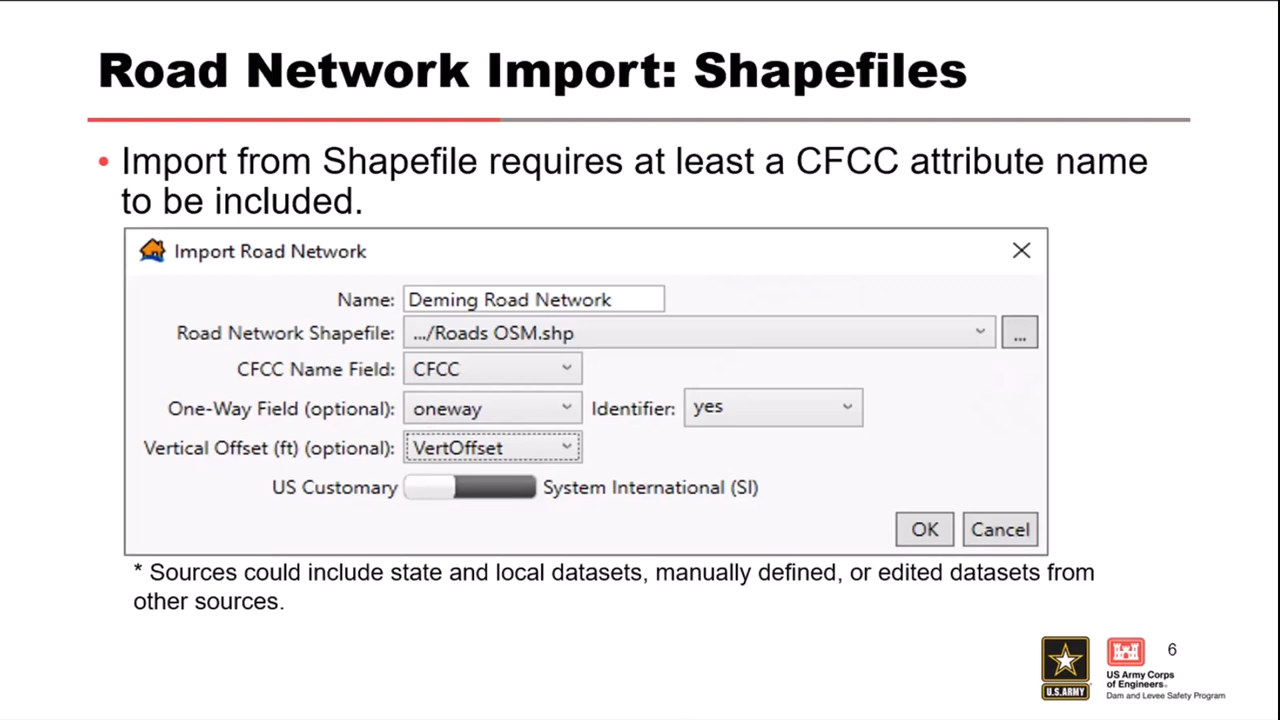 Road Network Import: Shapefiles
• Import from Shapefile requires at least a CFCC attribute name
to be included.
Import Road Network
Name: Deming Road Network
Road Network Shapefile: .../Roads OSM.shp ...
CFCC Name Field: CFCC
One-Way Field (optional): oneway Identifier: yes
Vertical Offset (ft) (optional): VertOffset
US Customary System International (SI)
OK Cancel
* Sources could include state and local datasets, manually defined, or edited datasets from
other sources.
6
U.S.ARMY
US Army Corps
of Engineers®
Dam and Levee Safety Program